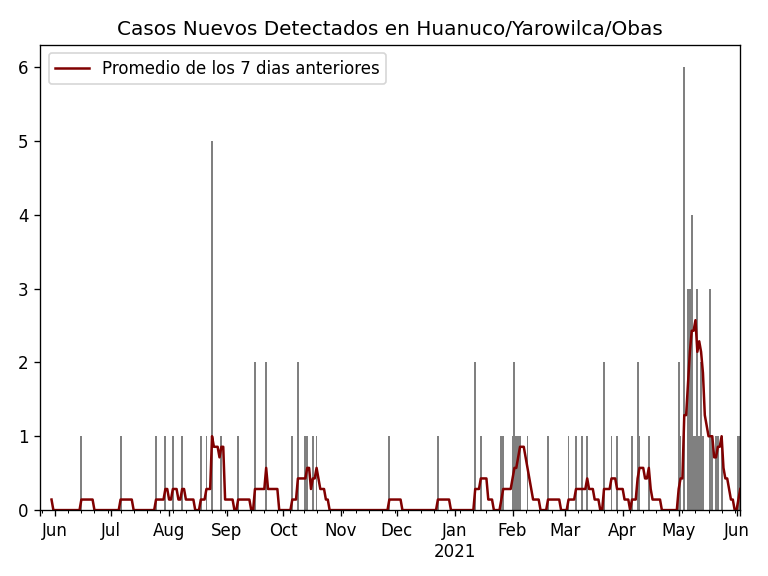 Casos Nuevos Detectados en Huanuco/Yarowilca/Obas
Promedio de los 7 dias anteriores
6
5
4
3
2
1
0
Jun Jul Aug Sep Oct Nov Dec Jan Feb Mar Apr May Jun
2021